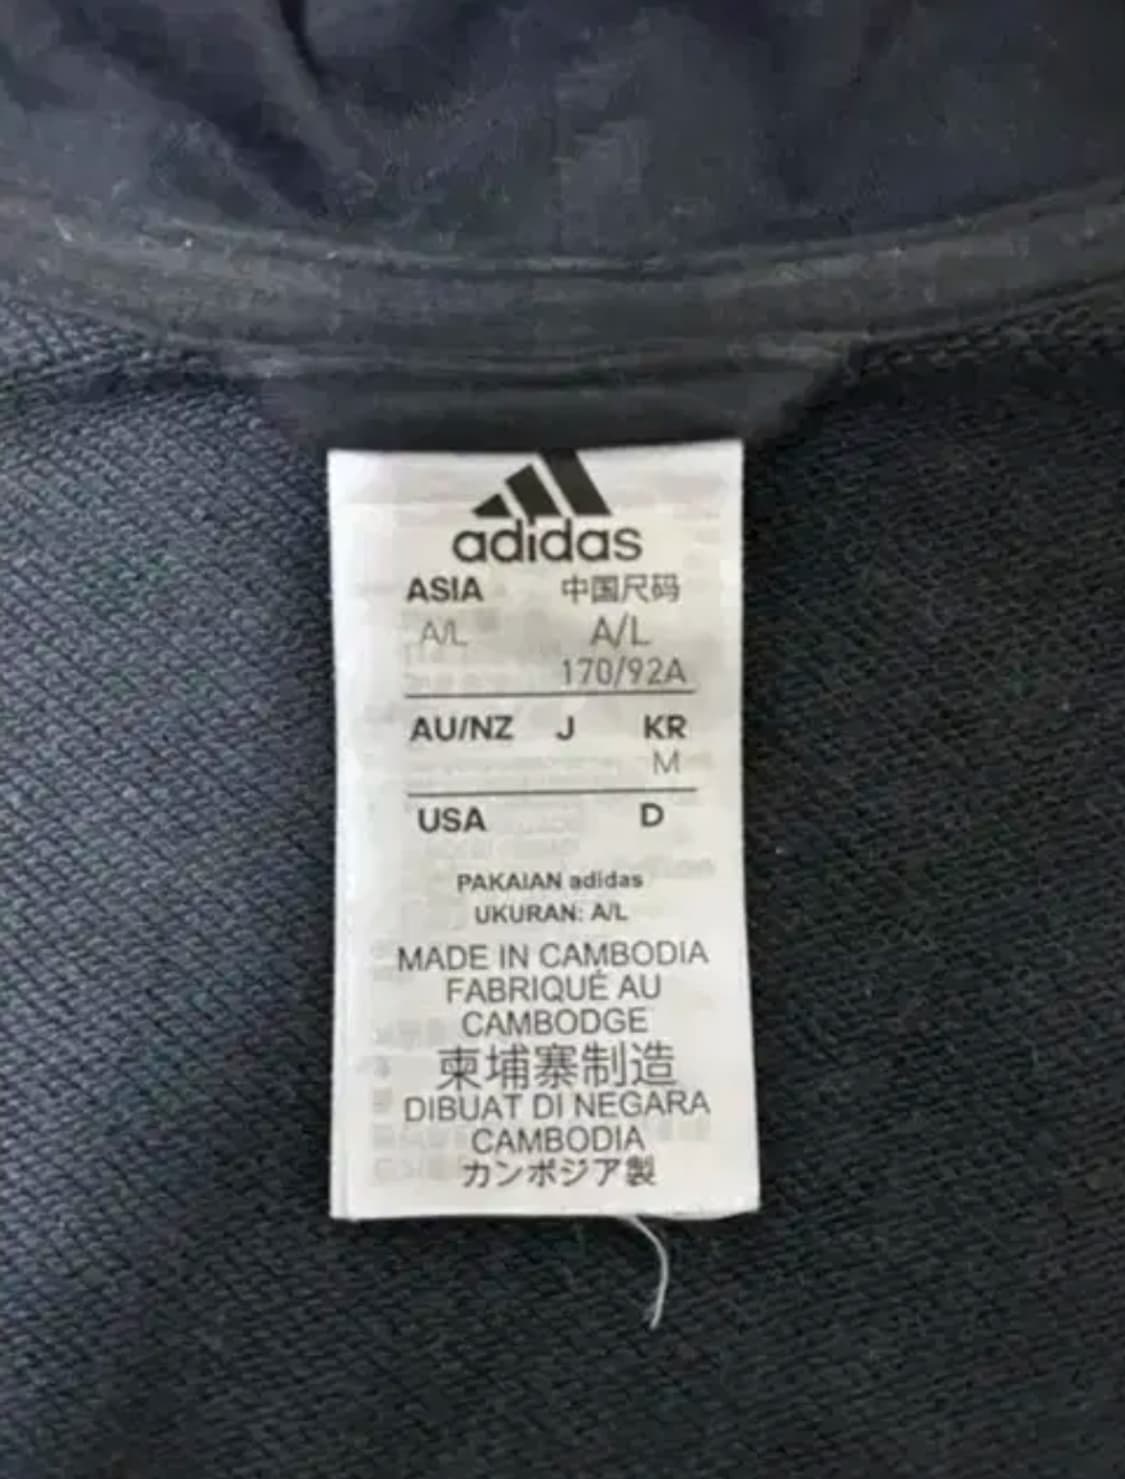 adidas
ASIA 中国尺码
A/L A/L
170/92A
AU/NZ J KR
M
USA D
PAKAIAN adidas
UKURAN: A/L
MADE IN CAMBODIA
FABRIQUÉ AU
CAMBODGE
柬埔寨制造
DIBUAT DI NEGARA
CAMBODIA
カンボジア製